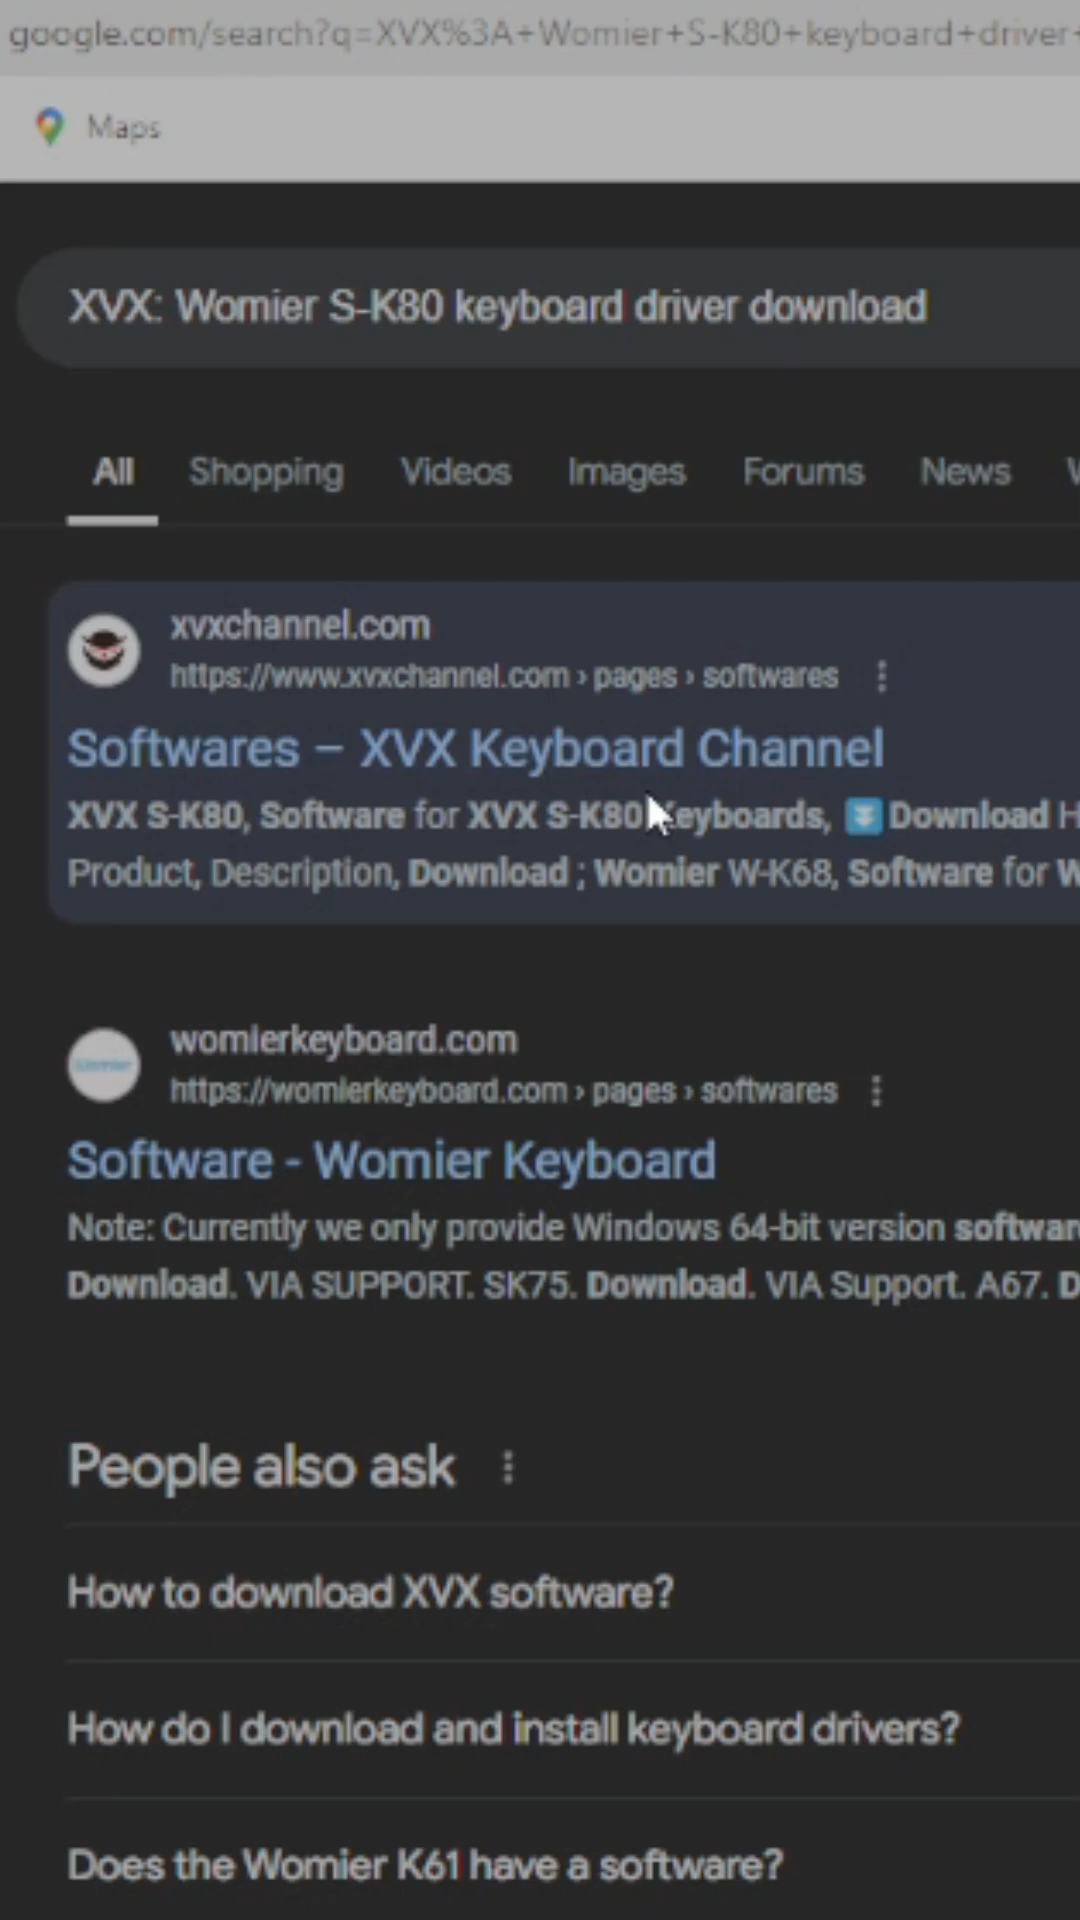 google.com/search?q=XVX%3A+Womier+S-K80+keyboard+driver+
Maps
XVX: Womier S-K80 keyboard driver download
All Shopping Videos Images Forums News
xvxchannel.com
https://www.xvxchannel.com › pages › softwares
Softwares – XVX Keyboard Channel
XVX S-K80, Software for XVX S-K80 Keyboards, ⏬ Download H
Product, Description, Download ; Womier W-K68, Software for W
womierkeyboard.com
https://womierkeyboard.com › pages › softwares
Software - Womier Keyboard
Note: Currently we only provide Windows 64-bit version softwar
Download. VIA SUPPORT. SK75. Download. VIA Support. A67. D
People also ask
How to download XVX software?
How do I download and install keyboard drivers?
Does the Womier K61 have a software?